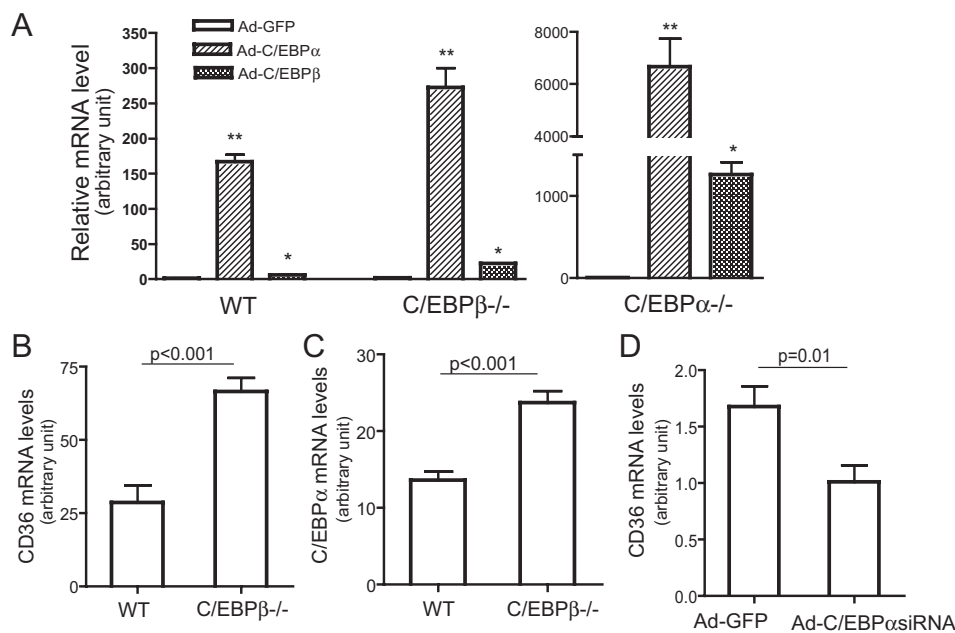 A
Ad-GFP
Ad-C/EBPα
Ad-C/EBPβ
Relative mRNA level
(arbitrary unit)
350
300
250
200
150
100
50
0
**
*
**
*
WT
C/EBPβ-/-
8000
6000
4000
1000
0
**
*
C/EBPα-/-
B
CD36 mRNA levels
(arbitrary unit)
75
50
25
0
p<0.001
WT
C/EBPβ-/-
C
C/EBPα mRNA levels
(arbitrary unit)
30
20
10
0
p<0.001
WT
C/EBPβ-/-
D
CD36 mRNA levels
(arbitrary unit)
2.0
1.5
1.0
0.5
0.0
p=0.01
Ad-GFP
Ad-C/EBPαsiRNA